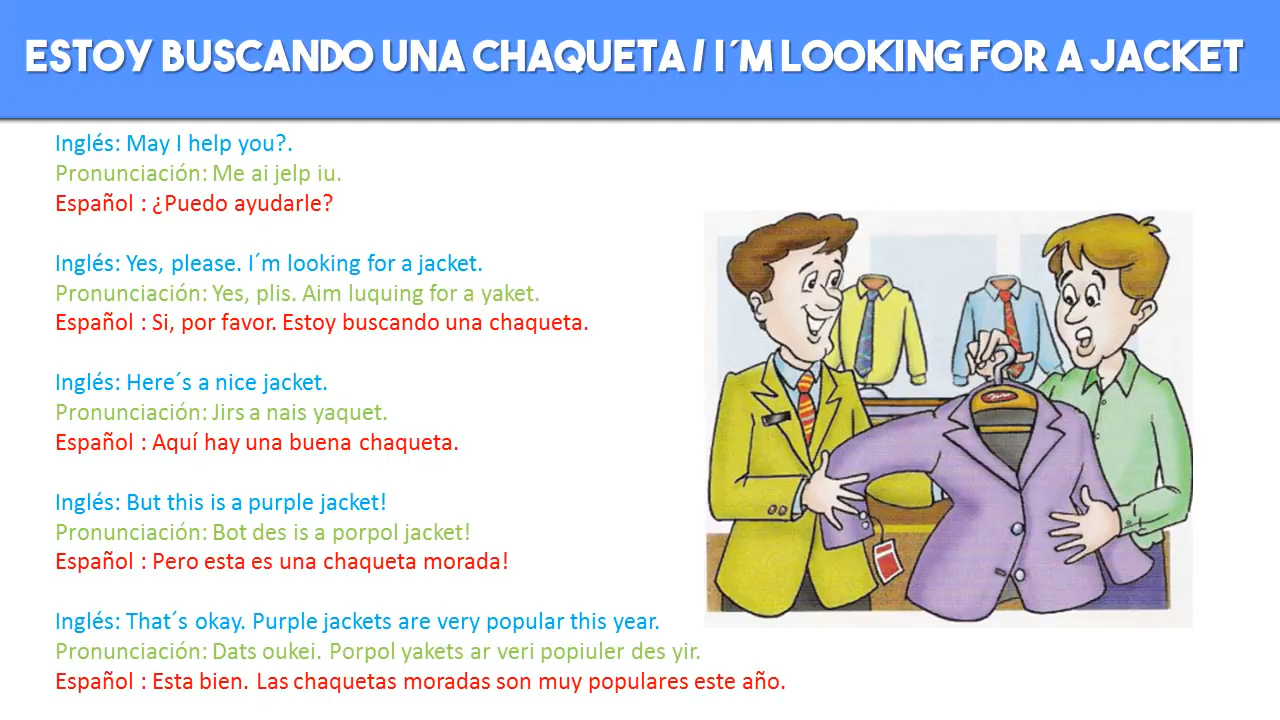 ESTOY BUSCANDO UNA CHAQUETA / I´M LOOKING FOR A JACKET
Inglés: May I help you?.
Pronunciación: Me ai jelp iu.
Español : ¿Puedo ayudarle?
Inglés: Yes, please. I´m looking for a jacket.
Pronunciación: Yes, plis. Aim luquing for a yaket.
Español : Si, por favor. Estoy buscando una chaqueta.
Inglés: Here´s a nice jacket.
Pronunciación: Jirs a nais yaquet.
Español : Aquí hay una buena chaqueta.
Inglés: But this is a purple jacket!
Pronunciación: Bot des is a porpol jacket!
Español : Pero esta es una chaqueta morada!
Inglés: That´s okay. Purple jackets are very popular this year.
Pronunciación: Dats oukei. Porpol yakets ar veri popiuler des yir.
Español : Esta bien. Las chaquetas moradas son muy populares este año.